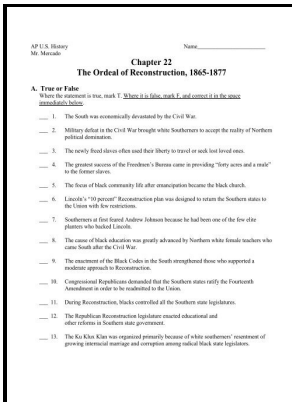 AP U.S. History Name
Mr. Mercado
Chapter 22
The Ordeal of Reconstruction, 1865-1877
A. True or False
Where the statement is true, mark T. Where it is false, mark F, and correct it in the space
immediately below.
___ 1. The South was economically devastated by the Civil War.
___ 2. Military defeat in the Civil War brought white Southerners to accept the reality of Northern
political domination.
___ 3. The newly freed slaves often used their liberty to travel or seek lost loved ones.
___ 4. The greatest success of the Freedmen's Bureau came in providing "forty acres and a mule"
to the former slaves.
___ 5. The focus of black community life after emancipation became the black church.
___ 6. Lincoln's "10 percent" Reconstruction plan was designed to return the Southern states to
the Union with few restrictions.
___ 7. Southerners at first feared Andrew Johnson because he had been one of the few elite
planters who backed Lincoln.
___ 8. The cause of black education was greatly advanced by Northern white female teachers who
came South after the Civil War.
___ 9. The enactment of the Black Codes in the South strengthened those who supported a
moderate approach to Reconstruction.
___ 10. Congressional Republicans demanded that the Southern states ratify the Fourteenth
Amendment in order to be readmitted to the Union.
___ 11. During Reconstruction, blacks controlled all the Southern state legislatures.
___ 12. The Republican Reconstruction legislature enacted educational and
other reforms in Southern state government.
___ 13. The Ku Klux Klan was organized primarily because of white southerners' resentment of
growing interracial marriage and corruption among radical black state legislators.